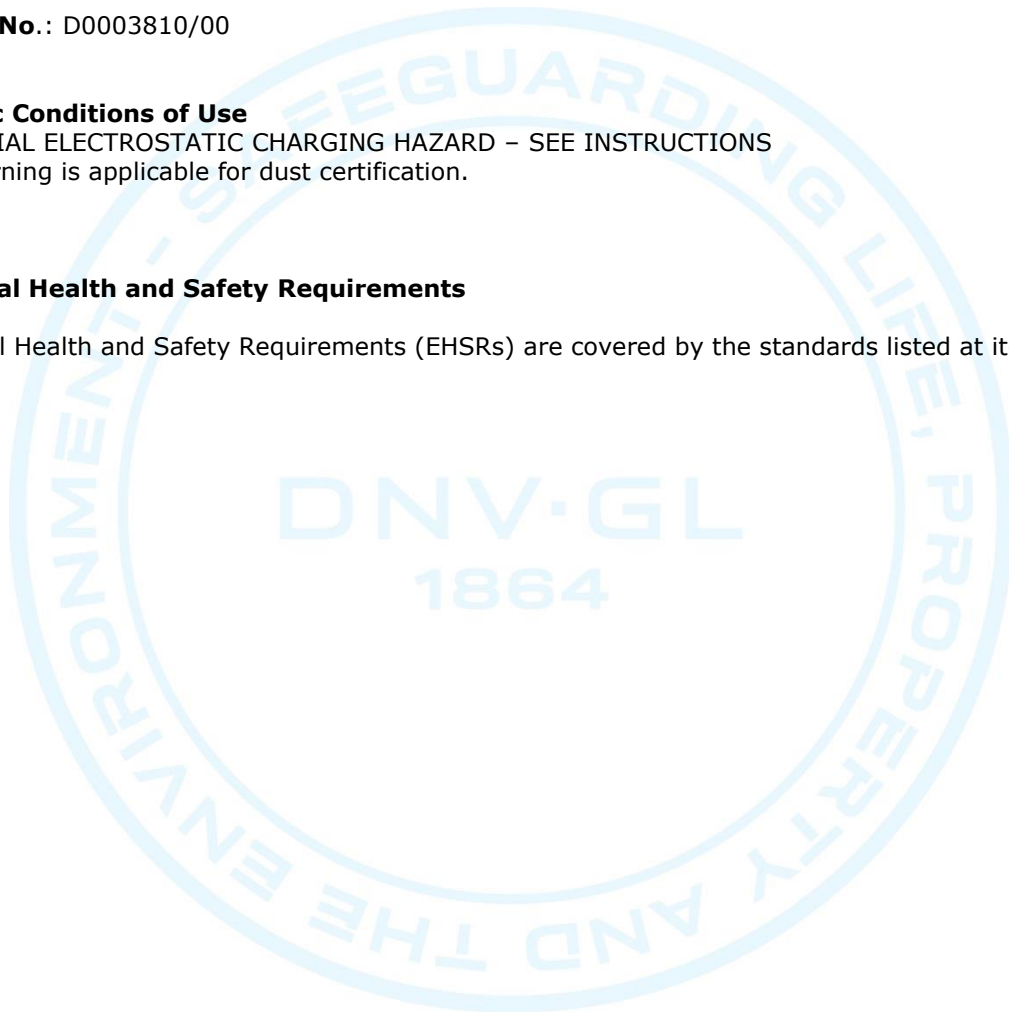 No.: D0003810/00
c Conditions of Use
IAL ELECTROSTATIC CHARGING HAZARD – SEE INSTRUCTIONS
rning is applicable for dust certification.
al Health and Safety Requirements
l Health and Safety Requirements (EHSRs) are covered by the standards listed at it
SAFEGUARDING LIFE, PROPERTY AND THE ENVIRONMENT -
DNV·GL
1864